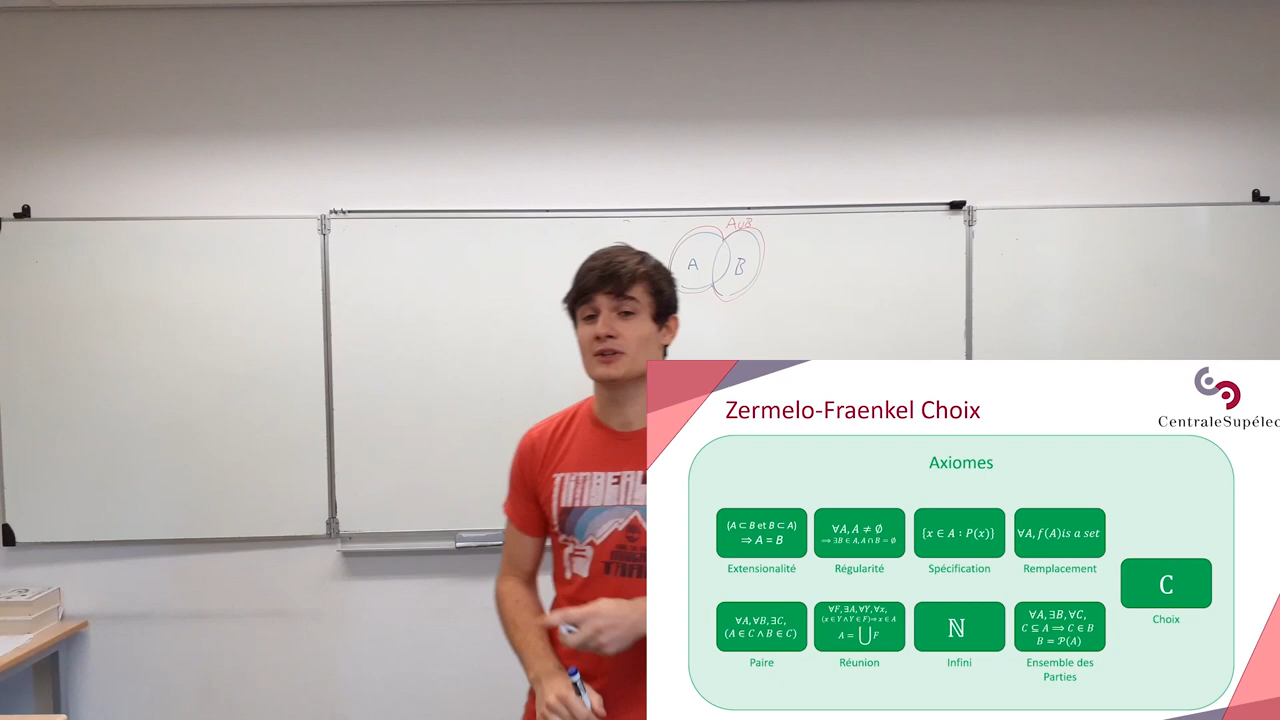 A∪B
A
B
TIMBERLAND
Zermelo-Fraenkel Choix
CentraleSupélec
Axiomes
(A ⊂ B et B ⊂ A)
⇒ A = B
Extensionalité
∀A, A ≠ ∅
⟹ ∃B ∈ A, A ∩ B = ∅
Régularité
{x ∈ A : P(x)}
Spécification
∀A, f(A)is a set
Remplacement
ℂ
Choix
∀A, ∀B, ∃C,
(A ∈ C ∧ B ∈ C)
Paire
∀F, ∃A, ∀Y, ∀x,
(x ∈ Y ∧ Y ∈ F) ⇒ x ∈ A
A = ⋃ F
Réunion
ℕ
Infini
∀A, ∃B, ∀C,
C ⊆ A ⟹ C ∈ B
B = 𝒫(A)
Ensemble des
Parties